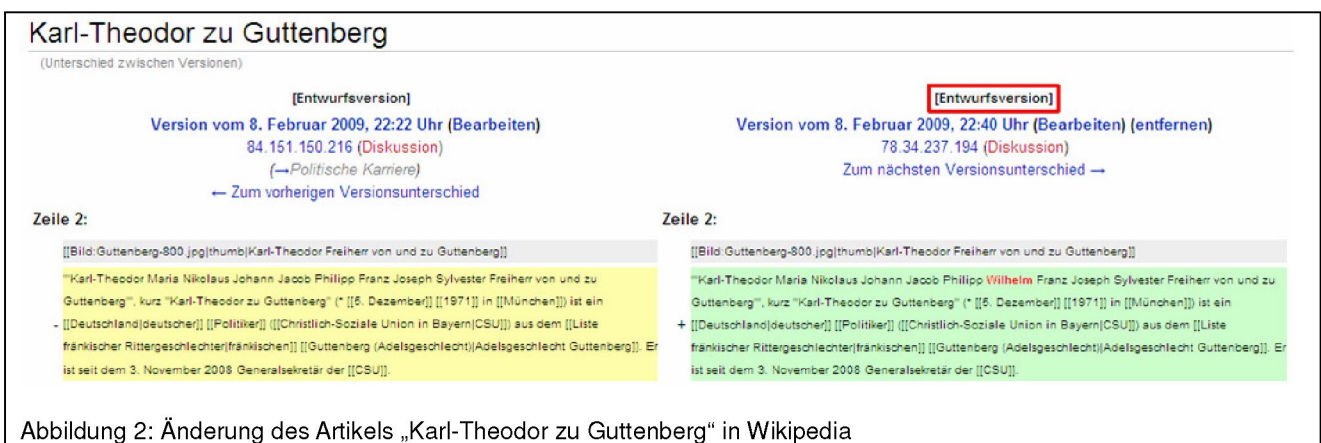 Karl-Theodor zu Guttenberg
(Unterschied zwischen Versionen)
[Entwurfsversion]
Version vom 8. Februar 2009, 22:22 Uhr (Bearbeiten)
84.151.150.216 (Diskussion)
(→Politische Karriere)
← Zum vorherigen Versionsunterschied
[Entwurfsversion]
Version vom 8. Februar 2009, 22:40 Uhr (Bearbeiten) (entfernen)
78.34.237.194 (Diskussion)
Zum nächsten Versionsunterschied →
Zeile 2:
[[Bild:Guttenberg-800.jpg|thumb|Karl-Theodor Freiherr von und zu Guttenberg]]
'''Karl-Theodor Maria Nikolaus Johann Jacob Philipp Franz Joseph Sylvester Freiherr von und zu
Guttenberg''', kurz ''Karl-Theodor zu Guttenberg'' (* [[5. Dezember]] [[1971]] in [[München]]) ist ein
- [[Deutschland|deutscher]] [[Politiker]] ([[Christlich-Soziale Union in Bayern|CSU]]) aus dem [[Liste
fränkischer Rittergeschlechter|fränkischen]] [[Guttenberg (Adelsgeschlecht)|Adelsgeschlecht Guttenberg]]. Er
ist seit dem 3. November 2008 Generalsekretär der [[CSU]].
Zeile 2:
[[Bild:Guttenberg-800.jpg|thumb|Karl-Theodor Freiherr von und zu Guttenberg]]
'''Karl-Theodor Maria Nikolaus Johann Jacob Philipp Wilhelm Franz Joseph Sylvester Freiherr von und zu
Guttenberg''', kurz ''Karl-Theodor zu Guttenberg'' (* [[5. Dezember]] [[1971]] in [[München]]) ist ein
+ [[Deutschland|deutscher]] [[Politiker]] ([[Christlich-Soziale Union in Bayern|CSU]]) aus dem [[Liste
fränkischer Rittergeschlechter|fränkischen]] [[Guttenberg (Adelsgeschlecht)|Adelsgeschlecht Guttenberg]]. Er
ist seit dem 3. November 2008 Generalsekretär der [[CSU]].
Abbildung 2: Änderung des Artikels „Karl-Theodor zu Guttenberg“ in Wikipedia